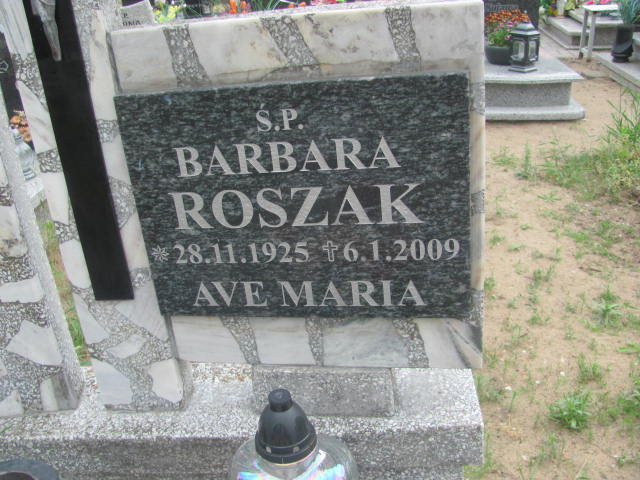 Ś.P.
BARBARA
ROSZAK
28.11.1925 ✝ 6.1.2009
AVE MARIA